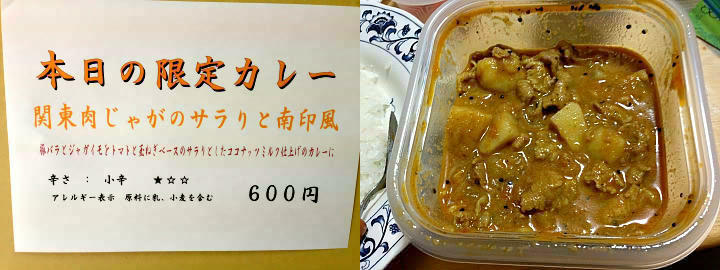 本日の限定カレー
関東肉じゃがのサラりと南印風
豚バラとジャガイモをトマトと玉ねぎベースのサラりとしたココナッツミルク仕上げのカレーに
辛さ : 小辛 ★☆☆
アレルギー表示 原料に乳、小麦を含む
600円